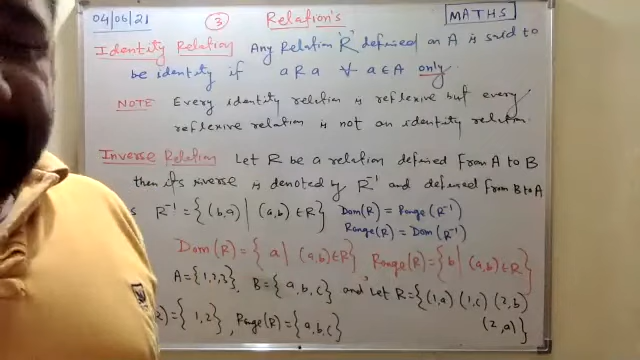 04/06/21 3 Relation's MATHS
Identity Relation Any Relation 'R' defined on A is said to
be identity if a R a ∀ a ∈ A only
NOTE Every identity relation is reflexive but every
reflexive relation is not an identity relation.
Inverse Relation Let R be a relation defined from A to B
then its inverse is denoted by R⁻¹ and defined from B to A
s R⁻¹ = {(b,a) | (a,b) ∈ R} Dom(R) = Range(R⁻¹)
Range(R) = Dom(R⁻¹)
Dom(R) = { a | (a,b) ∈ R} , Range(R) = { b | (a,b) ∈ R}
A = {1,2,3}, B = {a,b,c} and let R = {(1,a) (1,c) (2,b)
(2,a)}
) = {1,2}, Range(R) = {a,b,c}